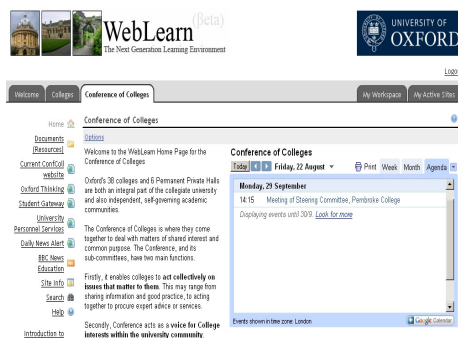 WebLearn (Beta)
The Next Generation Learning Environment
UNIVERSITY OF
OXFORD
Logo
Welcome
Colleges
Conference of Colleges
My Workspace
My Active Sites
Home
Documents
(Resources)
Current ConfColl
website
Oxford Thinking
Student Gateway
University
Personnel Services
Daily News Alert
BBC News
Education
Site Info
Search
Help
Introduction to
Conference of Colleges
Options
Welcome to the WebLearn Home Page for the
Conference of Colleges
Oxford's 38 colleges and 6 Permanent Private Halls
are both an integral part of the collegiate university
and also independent, self-governing academic
communities.
The Conference of Colleges is where they come
together to deal with matters of shared interest and
common purpose. The Conference, and its
sub-committees, have two main functions.
Firstly, it enables colleges to act collectively on
issues that matter to them. This may range from
sharing information and good practice, to acting
together to procure expert advice or services.
Secondly, Conference acts as a voice for College
interests within the university community.
Conference of Colleges
Today Friday, 22 August Print Week Month Agenda
Monday, 29 September
14:15 Meeting of Steering Committee, Pembroke College
Displaying events until 30/9. Look for more
Events shown in time zone: London
Google Calendar